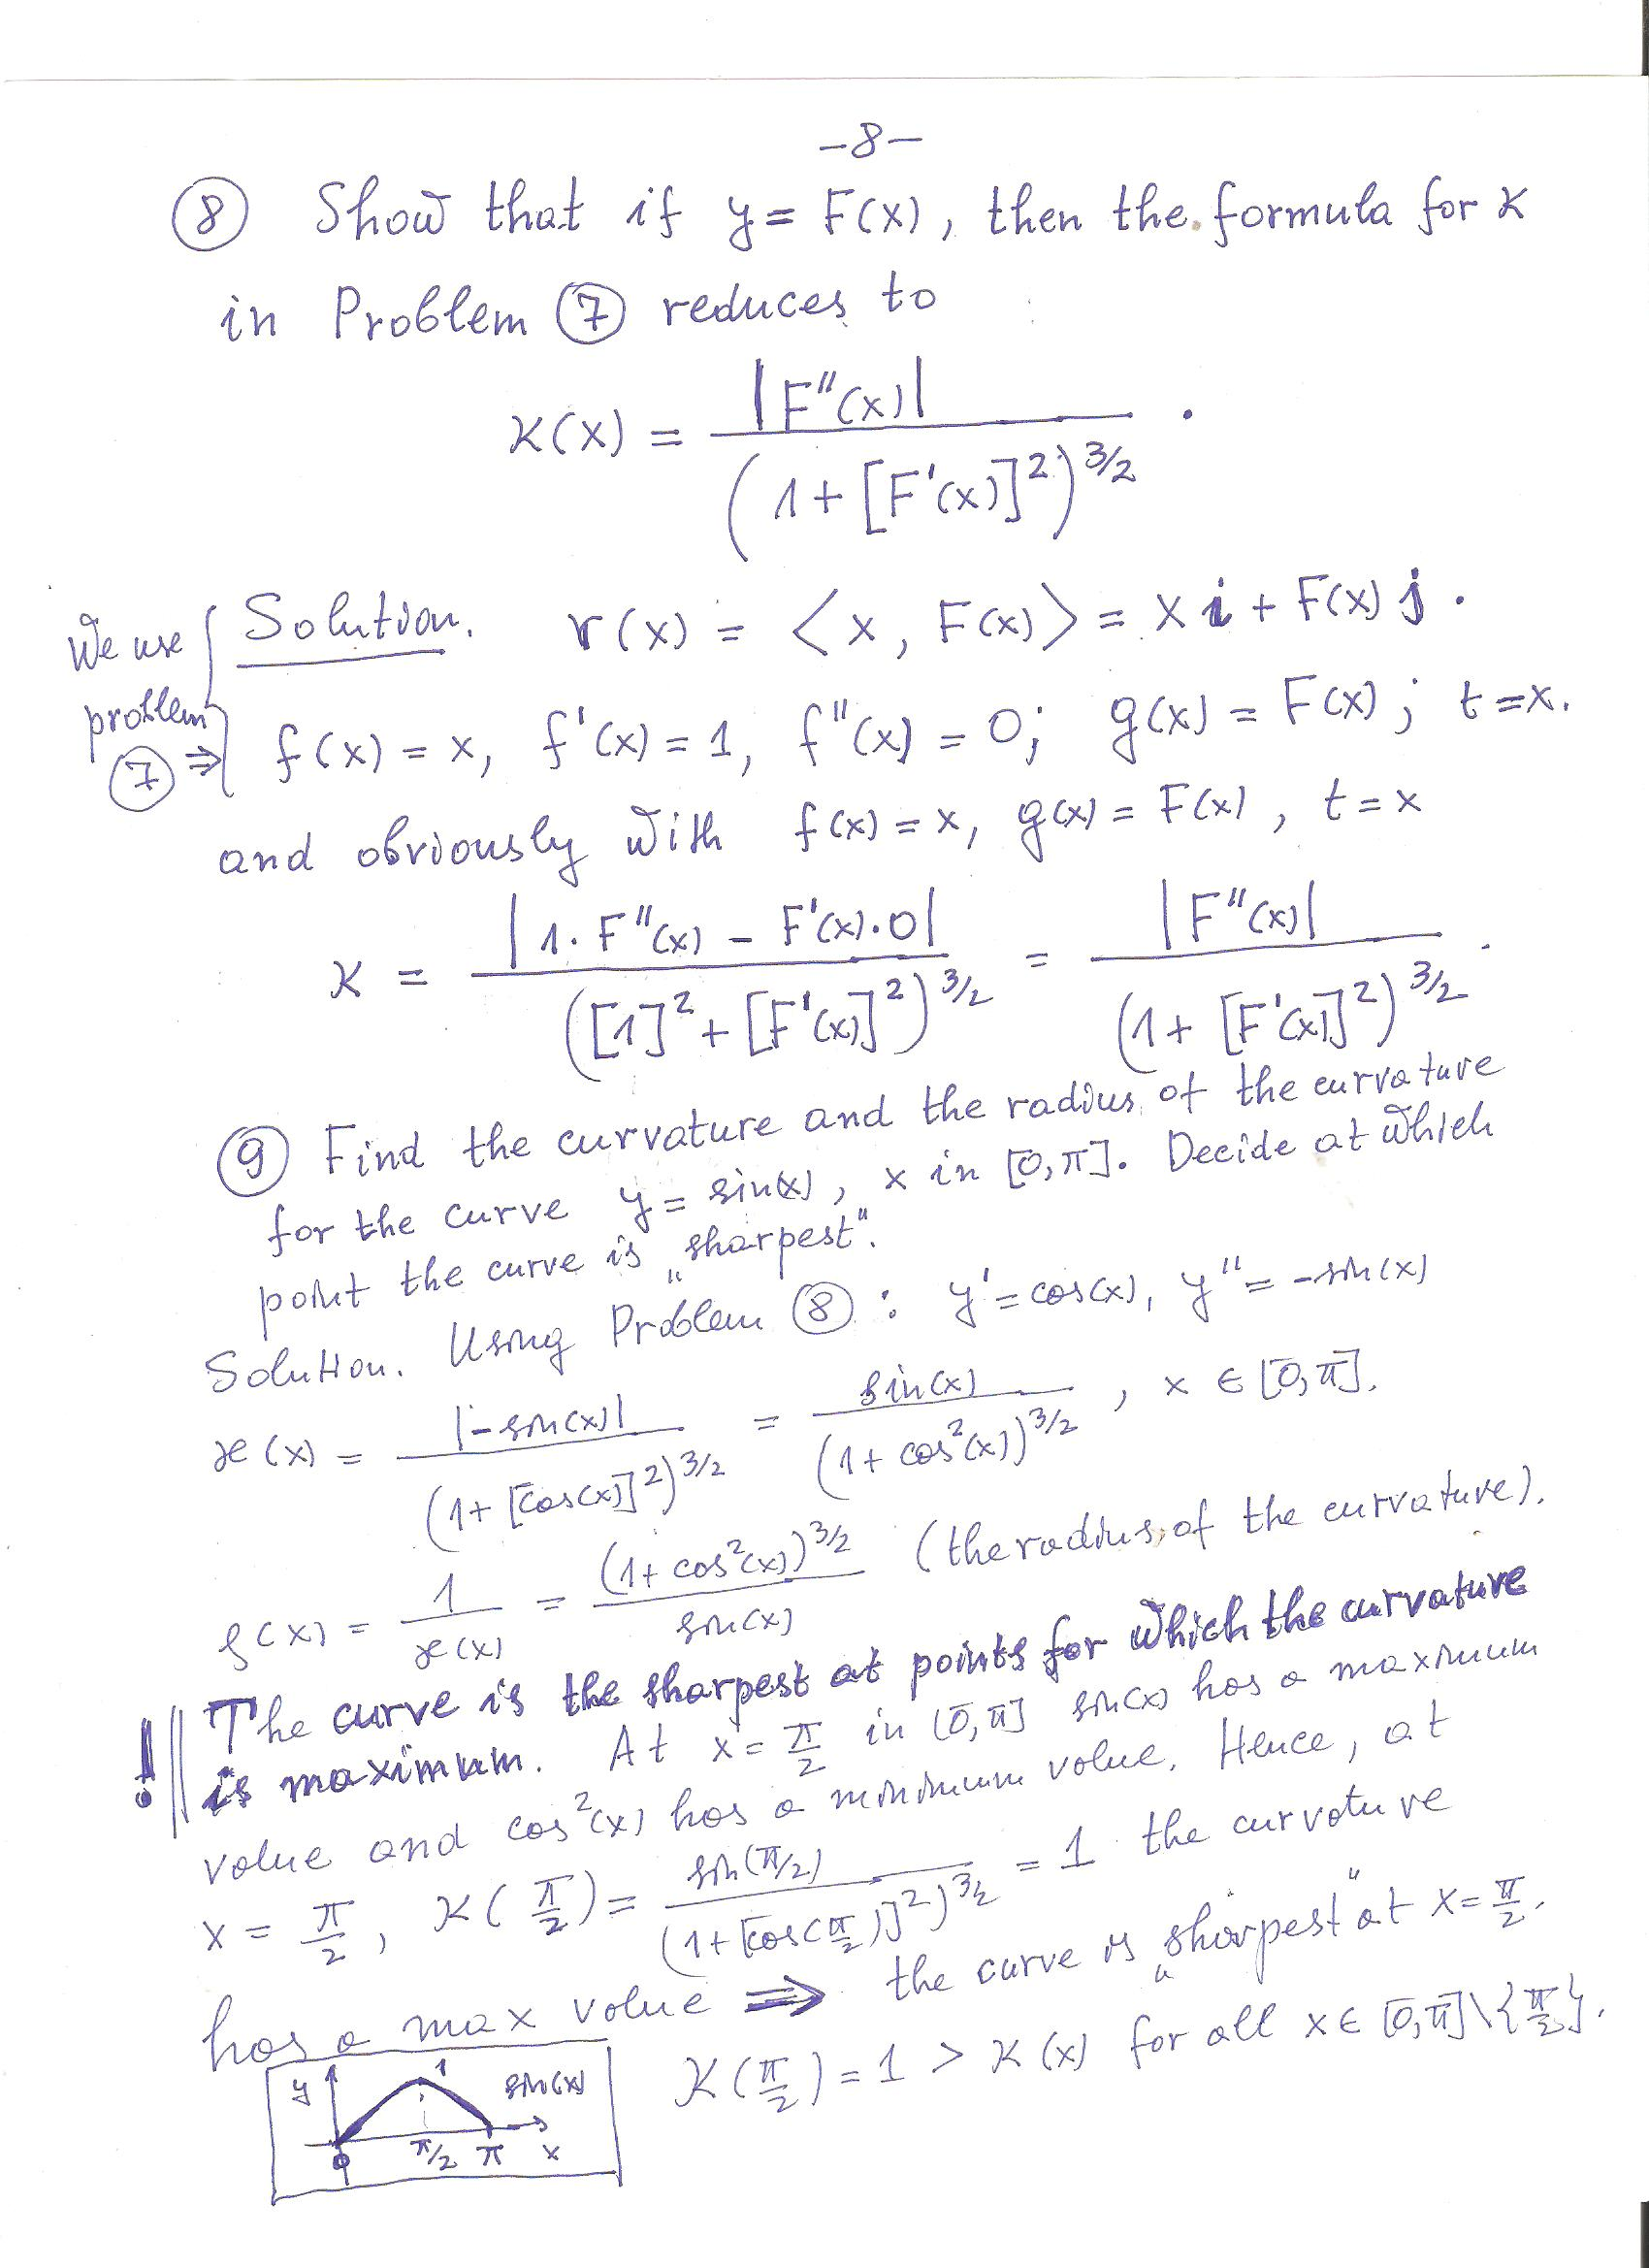 -8-
⑧ Show that if y = F(x), then the formula for κ
in Problem ⑦ reduces to
κ(x) = |F''(x)| / (1 + [F'(x)]²)^{3/2} .
We use problem ⑦ ⇒ { Solution. r(x) = ⟨x, F(x)⟩ = x i + F(x) j .
f(x) = x, f'(x) = 1, f''(x) = 0; g(x) = F(x); t = x.
and obviously with f(x) = x, g(x) = F(x), t = x
κ = |1·F''(x) - F'(x)·0| / ([1]² + [F'(x)]²)^{3/2} = |F''(x)| / (1 + [F'(x)]²)^{3/2} .
⑨ Find the curvature and the radius of the curvature
for the curve y = sin(x), x in [0, π]. Decide at which
point the curve is „sharpest".
Solution. Using Problem ⑧ : y' = cos(x), y'' = -sin(x)
ϰ(x) = |-sin(x)| / (1 + [cos(x)]²)^{3/2} = sin(x) / (1 + cos²(x))^{3/2} , x ∈ [0, π].
ρ(x) = 1 / ϰ(x) = (1 + cos²(x))^{3/2} / sin(x) (the radius of the curvature).
! || The curve is the sharpest at points for which the curvature
is maximum. At x = π/2 in [0, π] sin(x) has a maximum
value and cos²(x) has a minimum value. Hence, at
x = π/2, κ(π/2) = sin(π/2) / (1 + [cos(π/2)]²)^{3/2} = 1 the curvature
has a max value ⇒ the curve is „sharpest" at x = π/2.
κ(π/2) = 1 > κ(x) for all x ∈ [0, π] \ {π/2}.
y 1 sin(x)
0 π/2 π x